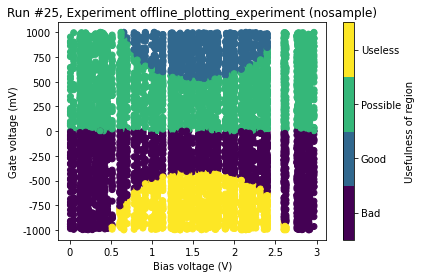 Run #25, Experiment offline_plotting_experiment (nosample)
1000
750
500
250
0
-250
-500
-750
-1000
Gate voltage (mV)
0 0.5 1 1.5 2 2.5 3
Bias voltage (V)
Useless
Possible
Good
Bad
Usefulness of region